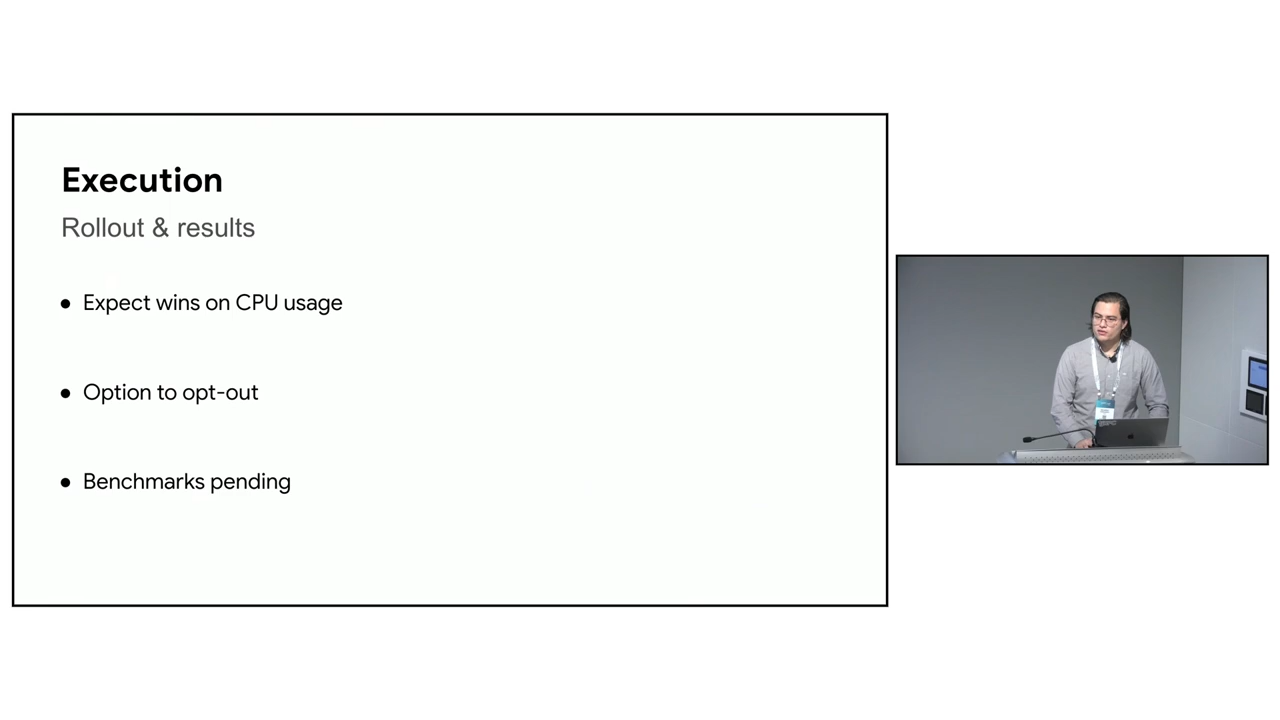 Execution
Rollout & results
● Expect wins on CPU usage
● Option to opt-out
● Benchmarks pending